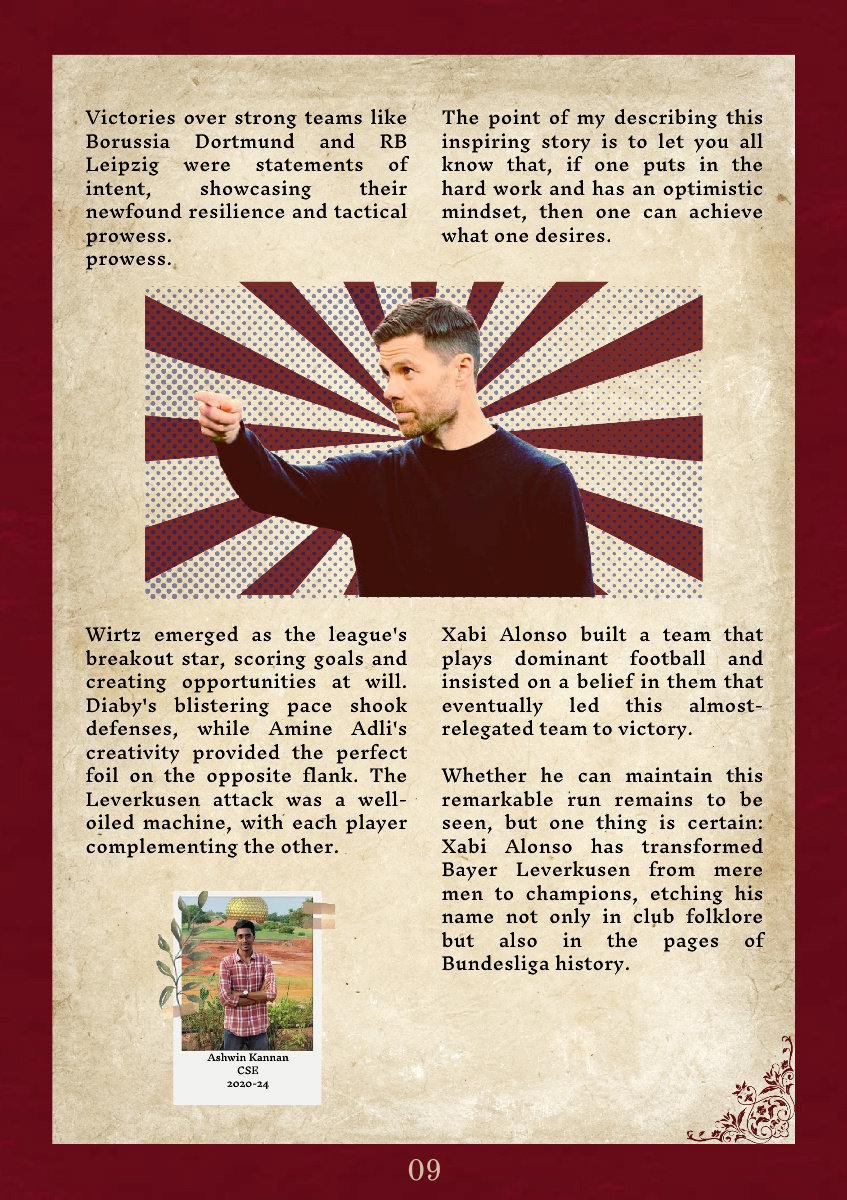 Victories over strong teams like
Borussia Dortmund and RB
Leipzig were statements of
intent, showcasing their
newfound resilience and tactical
prowess.
prowess.
The point of my describing this
inspiring story is to let you all
know that, if one puts in the
hard work and has an optimistic
mindset, then one can achieve
what one desires.
Wirtz emerged as the league's
breakout star, scoring goals and
creating opportunities at will.
Diaby's blistering pace shook
defenses, while Amine Adli's
creativity provided the perfect
foil on the opposite flank. The
Leverkusen attack was a well-
oiled machine, with each player
complementing the other.
Xabi Alonso built a team that
plays dominant football and
insisted on a belief in them that
eventually led this almost-
relegated team to victory.
Whether he can maintain this
remarkable run remains to be
seen, but one thing is certain:
Xabi Alonso has transformed
Bayer Leverkusen from mere
men to champions, etching his
name not only in club folklore
but also in the pages of
Bundesliga history.
Ashwin Kannan
CSE
2020-24
09